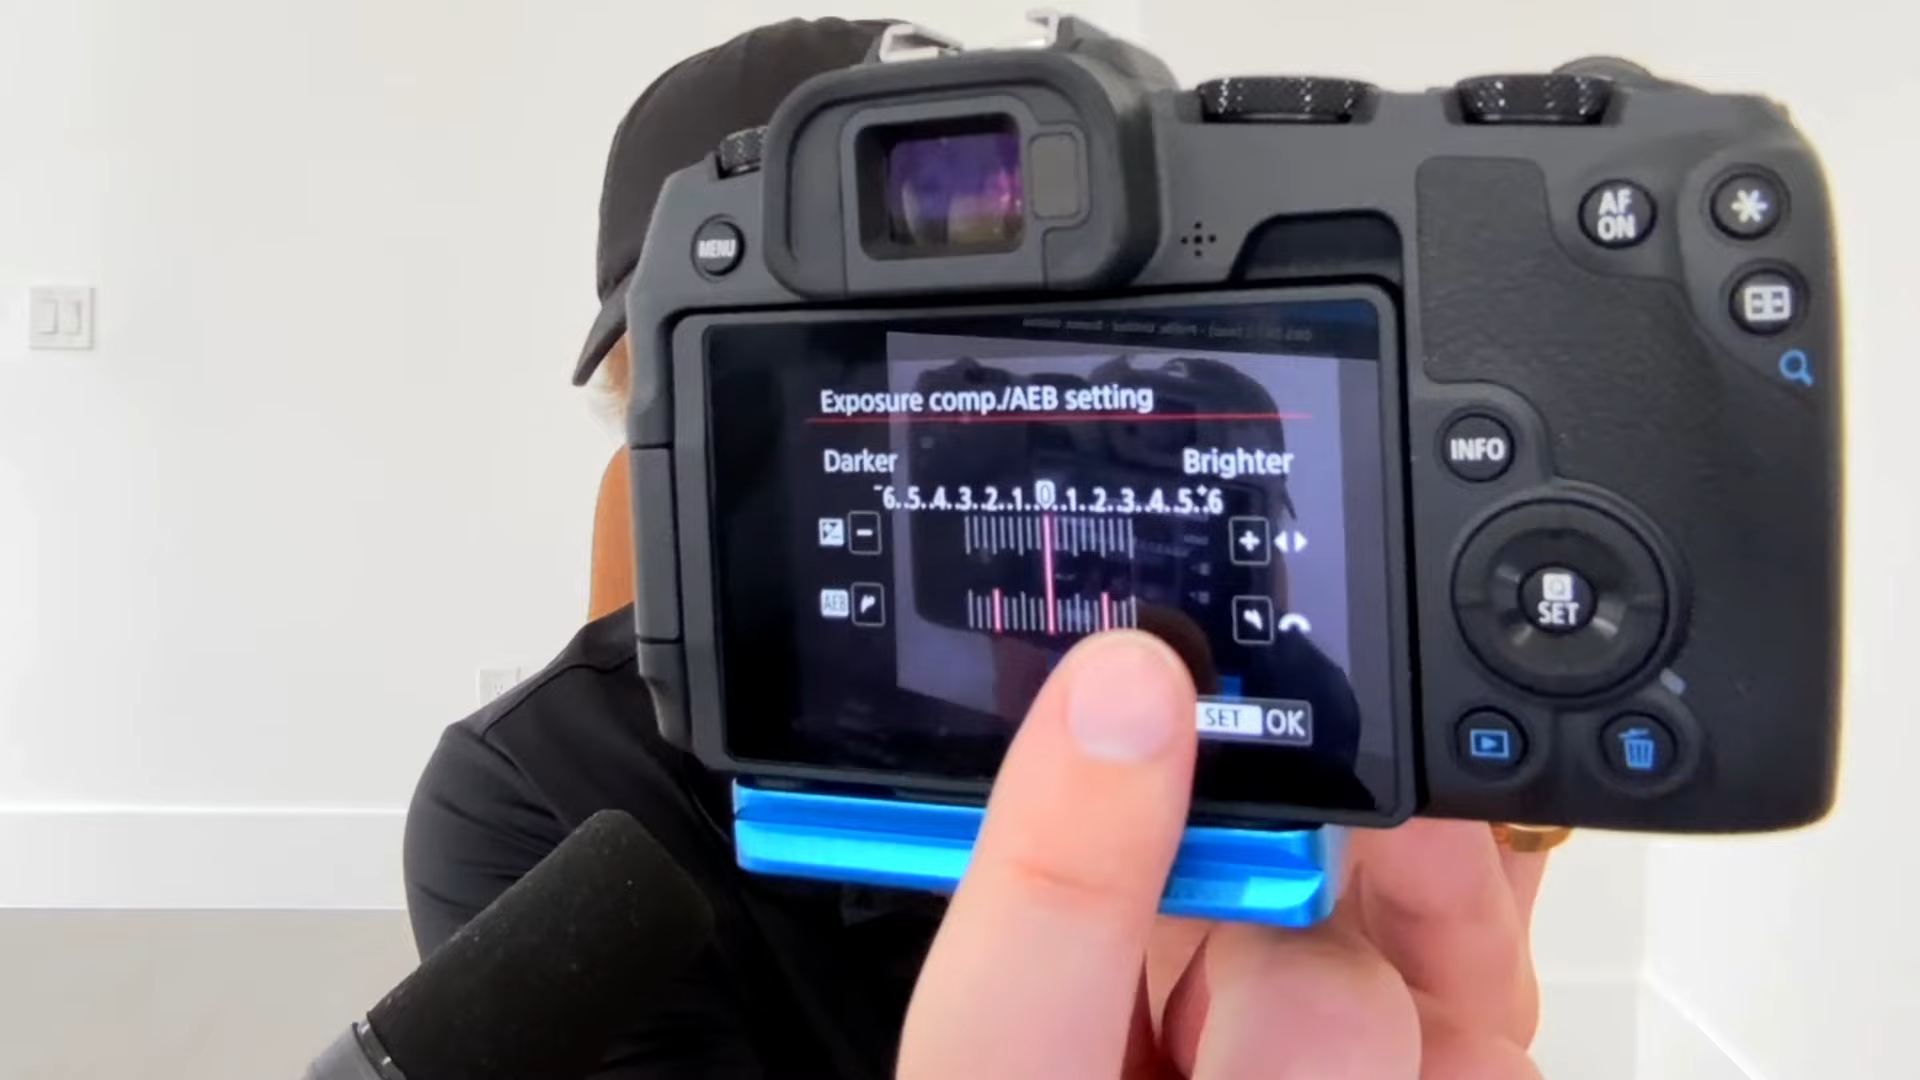 MENU
AF
ON
INFO
Q
SET
Exposure comp./AEB setting
Darker
Brighter
-6..5..4..3..2..1..0..1..2..3..4..5..+6
AEB
SET OK